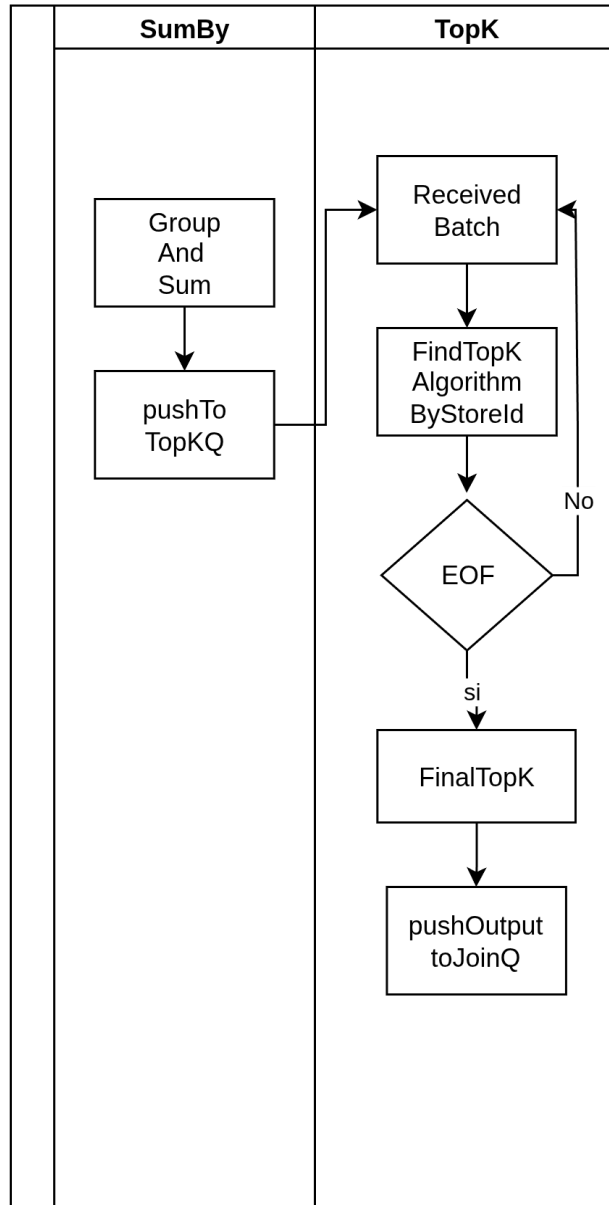 SumBy
TopK
Group
And
Sum
pushTo
TopKQ
Received
Batch
FindTopK
Algorithm
ByStoreId
EOF
No
si
FinalTopK
pushOutput
toJoinQ